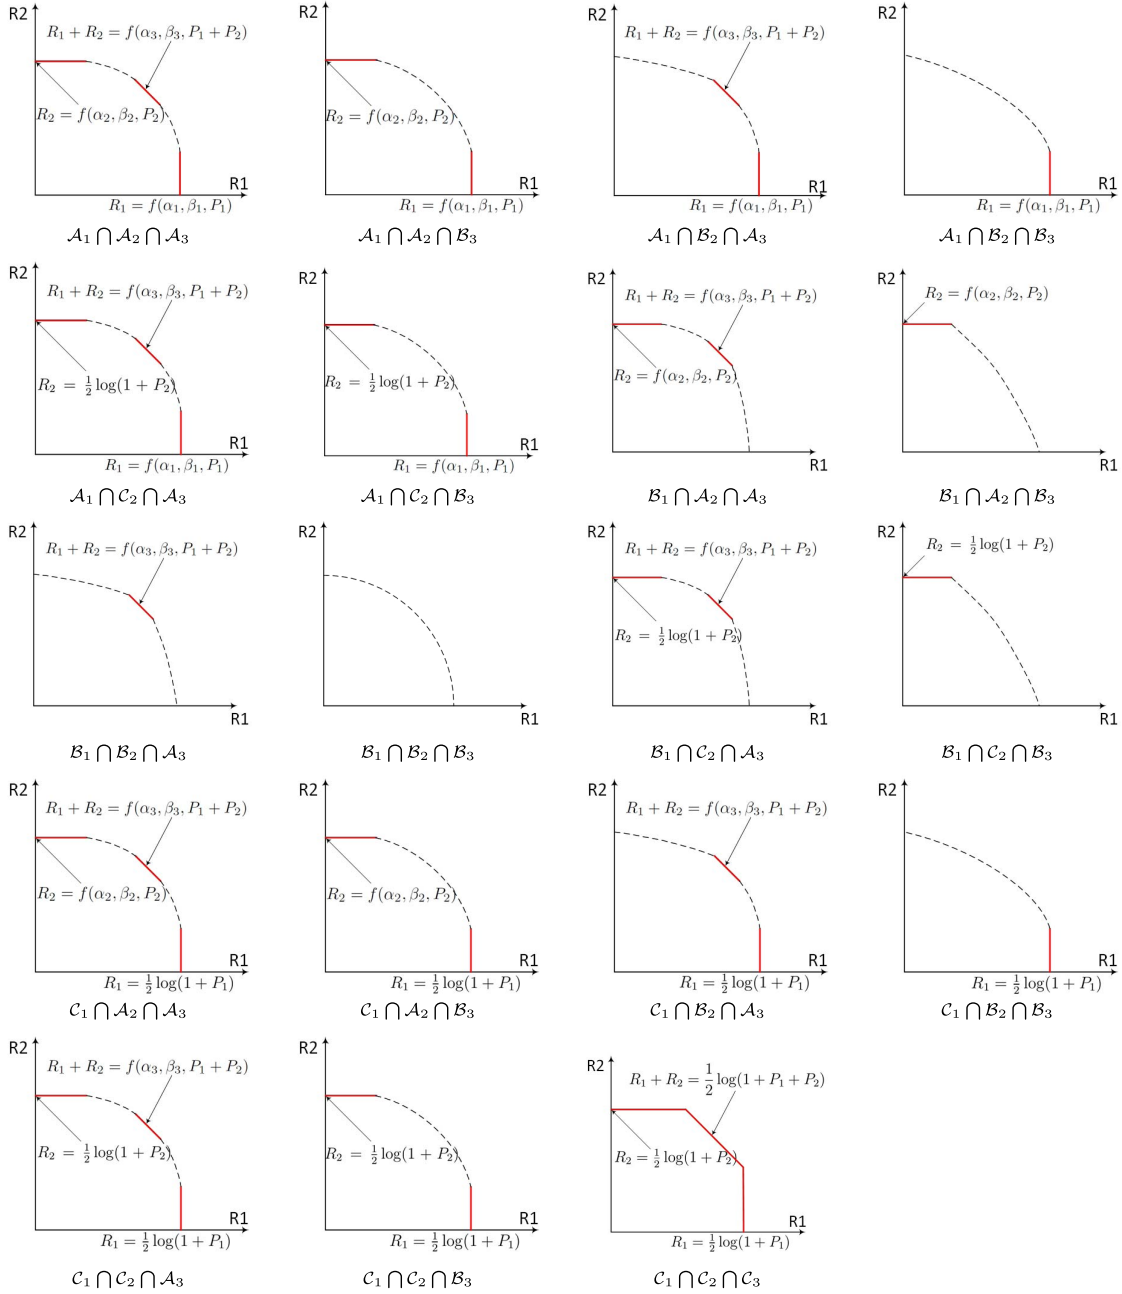 R2
R₁ + R₂ = f(α₃, β₃, P₁ + P₂)
R₂ = f(α₂, β₂, P₂)
R1
R₁ = f(α₁, β₁, P₁)
𝒜₁ ⋂ 𝒜₂ ⋂ 𝒜₃
R2
R₂ = f(α₂, β₂, P₂)
R1
R₁ = f(α₁, β₁, P₁)
𝒜₁ ⋂ 𝒜₂ ⋂ ℬ₃
R2
R₁ + R₂ = f(α₃, β₃, P₁ + P₂)
R1
R₁ = f(α₁, β₁, P₁)
𝒜₁ ⋂ ℬ₂ ⋂ 𝒜₃
R2
R1
R₁ = f(α₁, β₁, P₁)
𝒜₁ ⋂ ℬ₂ ⋂ ℬ₃
R2
R₁ + R₂ = f(α₃, β₃, P₁ + P₂)
R₂ = ½ log(1 + P₂)
R1
R₁ = f(α₁, β₁, P₁)
𝒜₁ ⋂ 𝒞₂ ⋂ 𝒜₃
R2
R₂ = ½ log(1 + P₂)
R1
R₁ = f(α₁, β₁, P₁)
𝒜₁ ⋂ 𝒞₂ ⋂ ℬ₃
R2
R₁ + R₂ = f(α₃, β₃, P₁ + P₂)
R₂ = f(α₂, β₂, P₂)
R1
ℬ₁ ⋂ 𝒜₂ ⋂ 𝒜₃
R2
R₂ = f(α₂, β₂, P₂)
R1
ℬ₁ ⋂ 𝒜₂ ⋂ ℬ₃
R2
R₁ + R₂ = f(α₃, β₃, P₁ + P₂)
R1
ℬ₁ ⋂ ℬ₂ ⋂ 𝒜₃
R2
R1
ℬ₁ ⋂ ℬ₂ ⋂ ℬ₃
R2
R₁ + R₂ = f(α₃, β₃, P₁ + P₂)
R₂ = ½ log(1 + P₂)
R1
ℬ₁ ⋂ 𝒞₂ ⋂ 𝒜₃
R2
R₂ = ½ log(1 + P₂)
R1
ℬ₁ ⋂ 𝒞₂ ⋂ ℬ₃
R2
R₁ + R₂ = f(α₃, β₃, P₁ + P₂)
R₂ = f(α₂, β₂, P₂)
R1
R₁ = ½ log(1 + P₁)
𝒞₁ ⋂ 𝒜₂ ⋂ 𝒜₃
R2
R₂ = f(α₂, β₂, P₂)
R1
R₁ = ½ log(1 + P₁)
𝒞₁ ⋂ 𝒜₂ ⋂ ℬ₃
R2
R₁ + R₂ = f(α₃, β₃, P₁ + P₂)
R1
R₁ = ½ log(1 + P₁)
𝒞₁ ⋂ ℬ₂ ⋂ 𝒜₃
R2
R1
R₁ = ½ log(1 + P₁)
𝒞₁ ⋂ ℬ₂ ⋂ ℬ₃
R2
R₁ + R₂ = f(α₃, β₃, P₁ + P₂)
R₂ = ½ log(1 + P₂)
R1
R₁ = ½ log(1 + P₁)
𝒞₁ ⋂ 𝒞₂ ⋂ 𝒜₃
R2
R₂ = ½ log(1 + P₂)
R1
R₁ = ½ log(1 + P₁)
𝒞₁ ⋂ 𝒞₂ ⋂ ℬ₃
R2
R₁ + R₂ = ½ log(1 + P₁ + P₂)
R₂ = ½ log(1 + P₂)
R1
R₁ = ½ log(1 + P₁)
𝒞₁ ⋂ 𝒞₂ ⋂ 𝒞₃